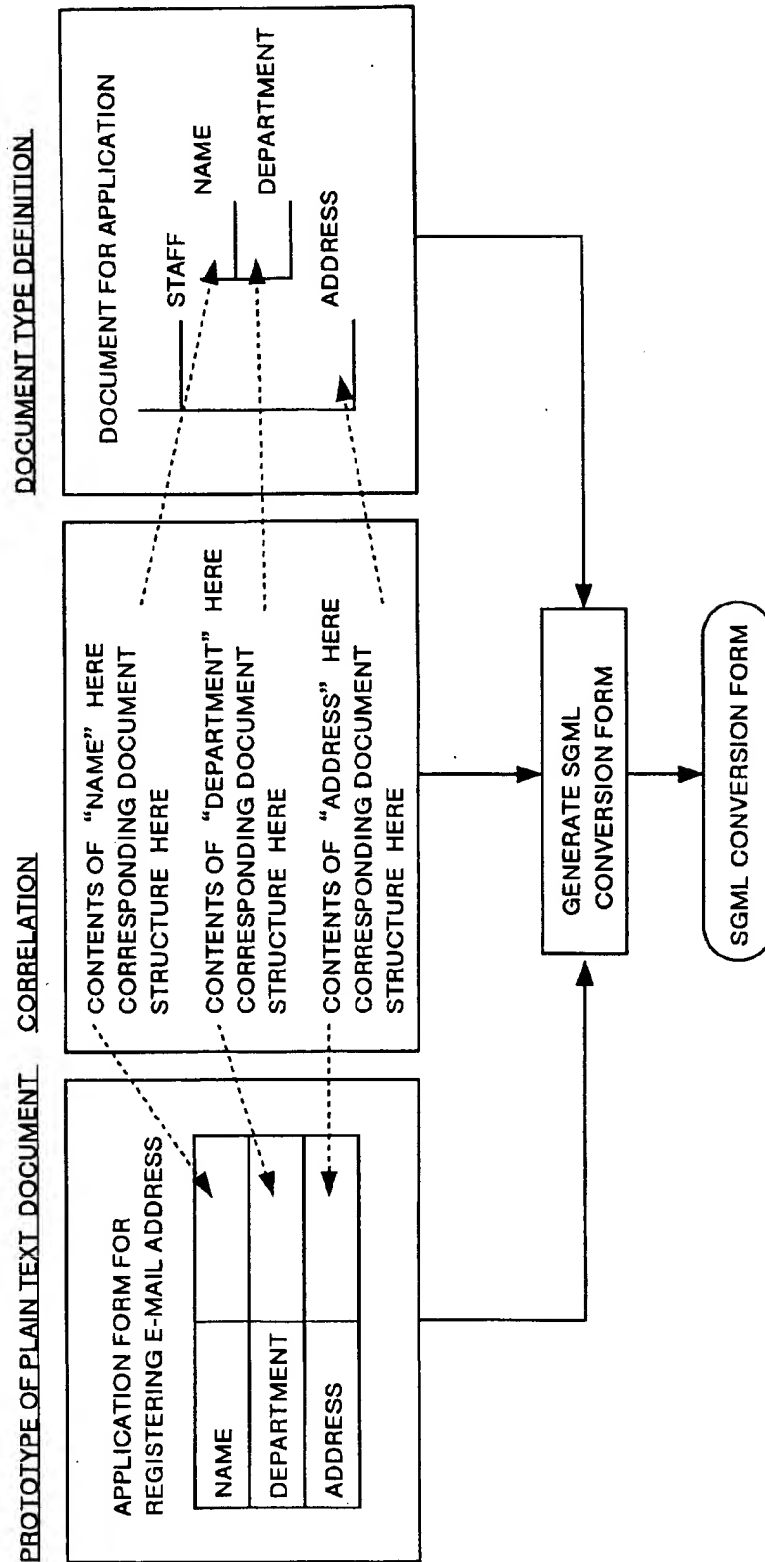 PROTOTYPE OF PLAIN TEXT DOCUMENT
APPLICATION FORM FOR
REGISTERING E-MAIL ADDRESS
NAME
DEPARTMENT
ADDRESS
CORRELATION
CONTENTS OF "NAME" HERE
CORRESPONDING DOCUMENT
STRUCTURE HERE
CONTENTS OF "DEPARTMENT" HERE
CORRESPONDING DOCUMENT
STRUCTURE HERE
CONTENTS OF "ADDRESS" HERE
CORRESPONDING DOCUMENT
STRUCTURE HERE
DOCUMENT TYPE DEFINITION
DOCUMENT FOR APPLICATION
STAFF
NAME
DEPARTMENT
ADDRESS
GENERATE SGML
CONVERSION FORM
SGML CONVERSION FORM